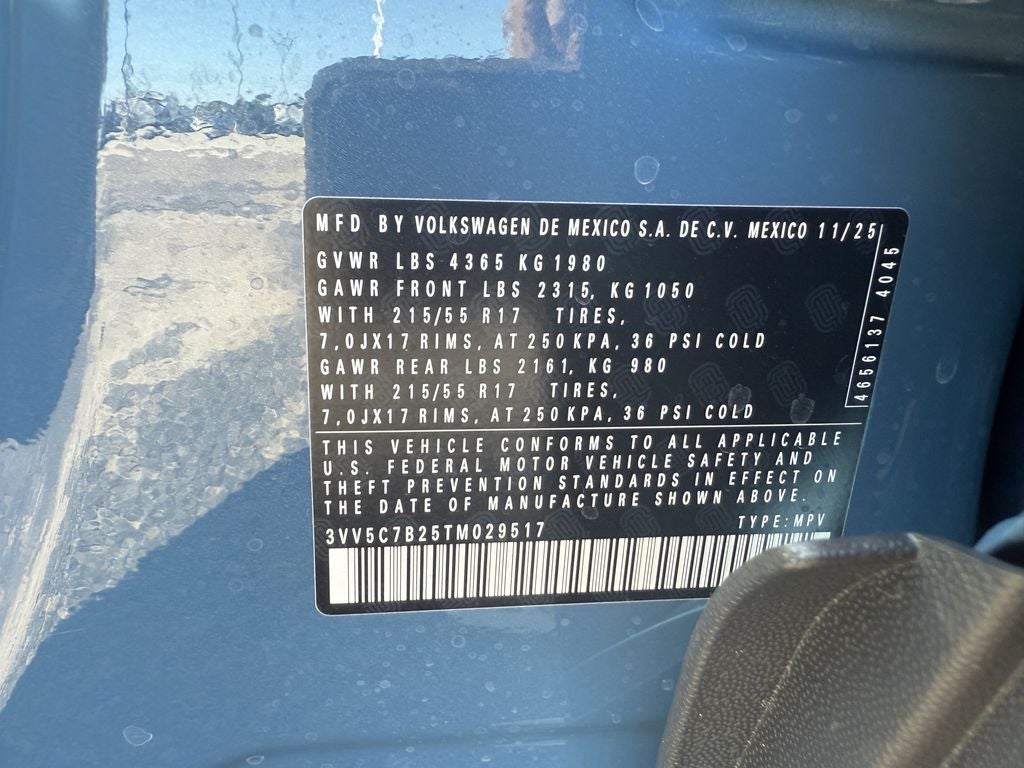 MFD BY VOLKSWAGEN DE MEXICO S.A. DE C.V. MEXICO 11/25
GVWR LBS 4365 KG 1980
GAWR FRONT LBS 2315, KG 1050
WITH 215/55 R17 TIRES,
7,0JX17 RIMS, AT 250 KPA, 36 PSI COLD
GAWR REAR LBS 2161, KG 980
WITH 215/55 R17 TIRES,
7,0JX17 RIMS, AT 250 KPA, 36 PSI COLD
4656137 4045
THIS VEHICLE CONFORMS TO ALL APPLICABLE
U.S. FEDERAL MOTOR VEHICLE SAFETY AND
THEFT PREVENTION STANDARDS IN EFFECT ON
THE DATE OF MANUFACTURE SHOWN ABOVE.
3VV5C7B25TM029517 TYPE: MPV